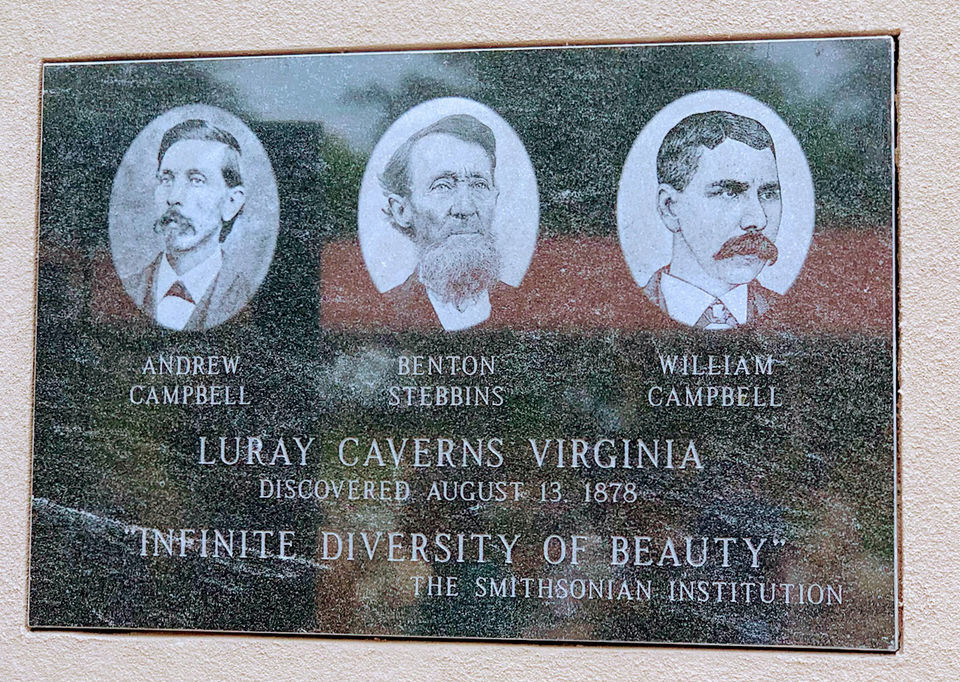 ANDREW
CAMPBELL
BENTON
STEBBINS
WILLIAM
CAMPBELL
LURAY CAVERNS VIRGINIA
DISCOVERED AUGUST 13, 1878
"INFINITE DIVERSITY OF BEAUTY"
THE SMITHSONIAN INSTITUTION